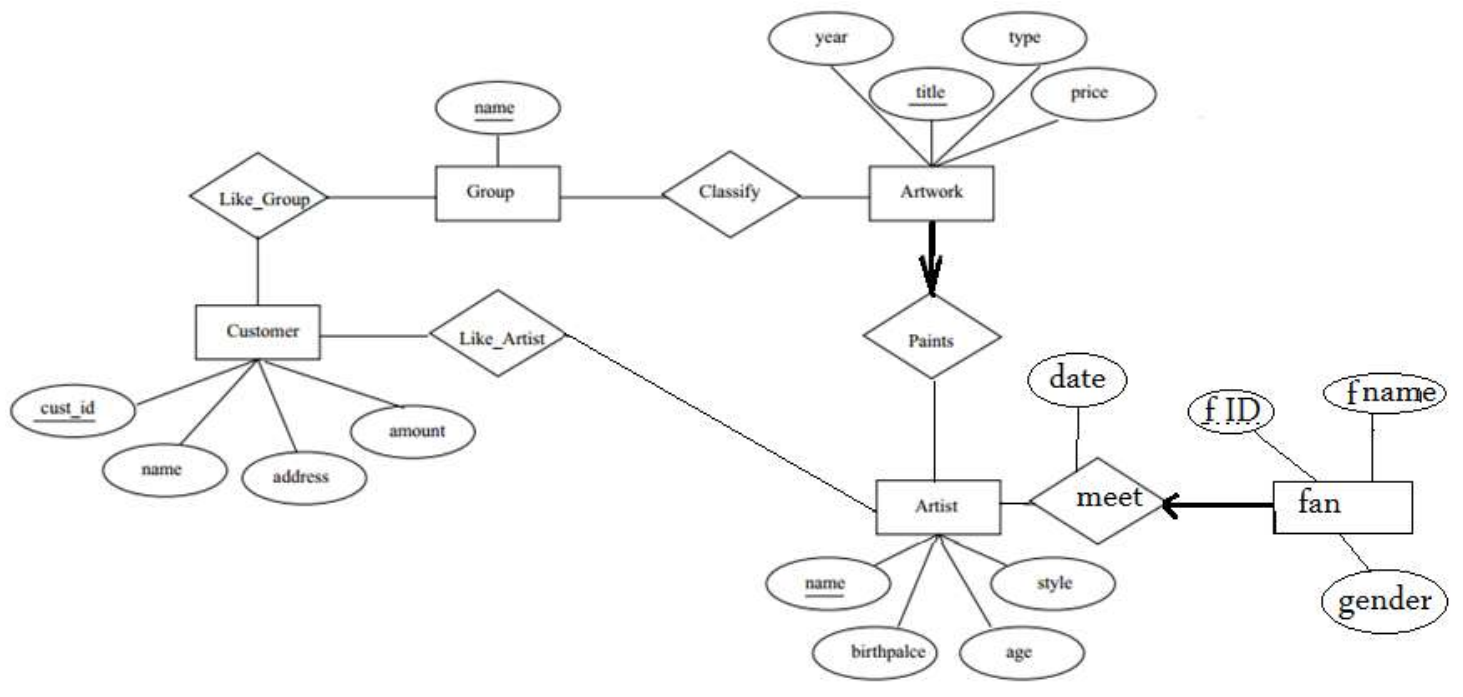 year
type
title
price
name
Like_Group
Group
Classify
Artwork
Customer
Like_Artist
Paints
date
f ID
fname
cust_id
name
address
amount
Artist
meet
fan
name
style
birthpalce
age
gender